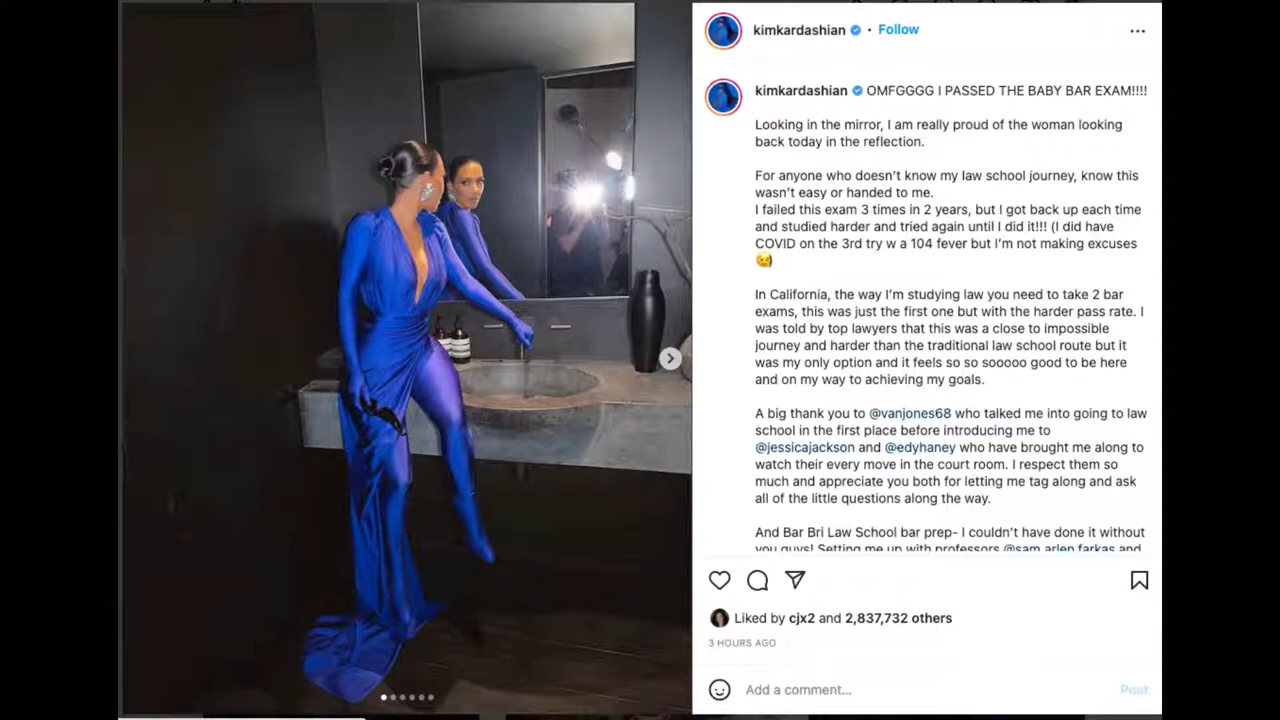 kimkardashian • Follow
kimkardashian OMFGGGG I PASSED THE BABY BAR EXAM!!!!
Looking in the mirror, I am really proud of the woman looking
back today in the reflection.
For anyone who doesn't know my law school journey, know this
wasn't easy or handed to me.
I failed this exam 3 times in 2 years, but I got back up each time
and studied harder and tried again until I did it!!! (I did have
COVID on the 3rd try w a 104 fever but I'm not making excuses
In California, the way I'm studying law you need to take 2 bar
exams, this was just the first one but with the harder pass rate. I
was told by top lawyers that this was a close to impossible
journey and harder than the traditional law school route but it
was my only option and it feels so so sooooo good to be here
and on my way to achieving my goals.
A big thank you to @vanjones68 who talked me into going to law
school in the first place before introducing me to
@jessicajackson and @edyhaney who have brought me along to
watch their every move in the court room. I respect them so
much and appreciate you both for letting me tag along and ask
all of the little questions along the way.
And Bar Bri Law School bar prep- I couldn't have done it without
you guys! Setting me up with professors @sam_arlen_farkas and
Liked by cjx2 and 2,837,732 others
3 HOURS AGO
Add a comment...
Post